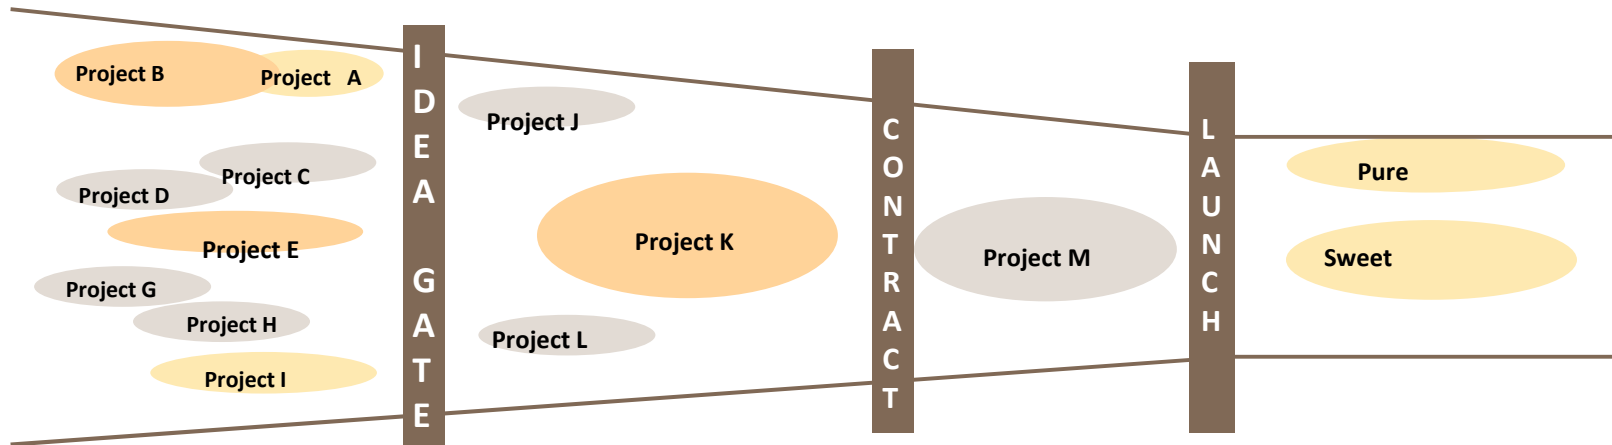 Project B
Project A
Project C
Project D
Project E
Project G
Project H
Project I
IDEA GATE
Project J
Project K
Project L
CONTRACT
Project M
LAUNCH
Pure
Sweet